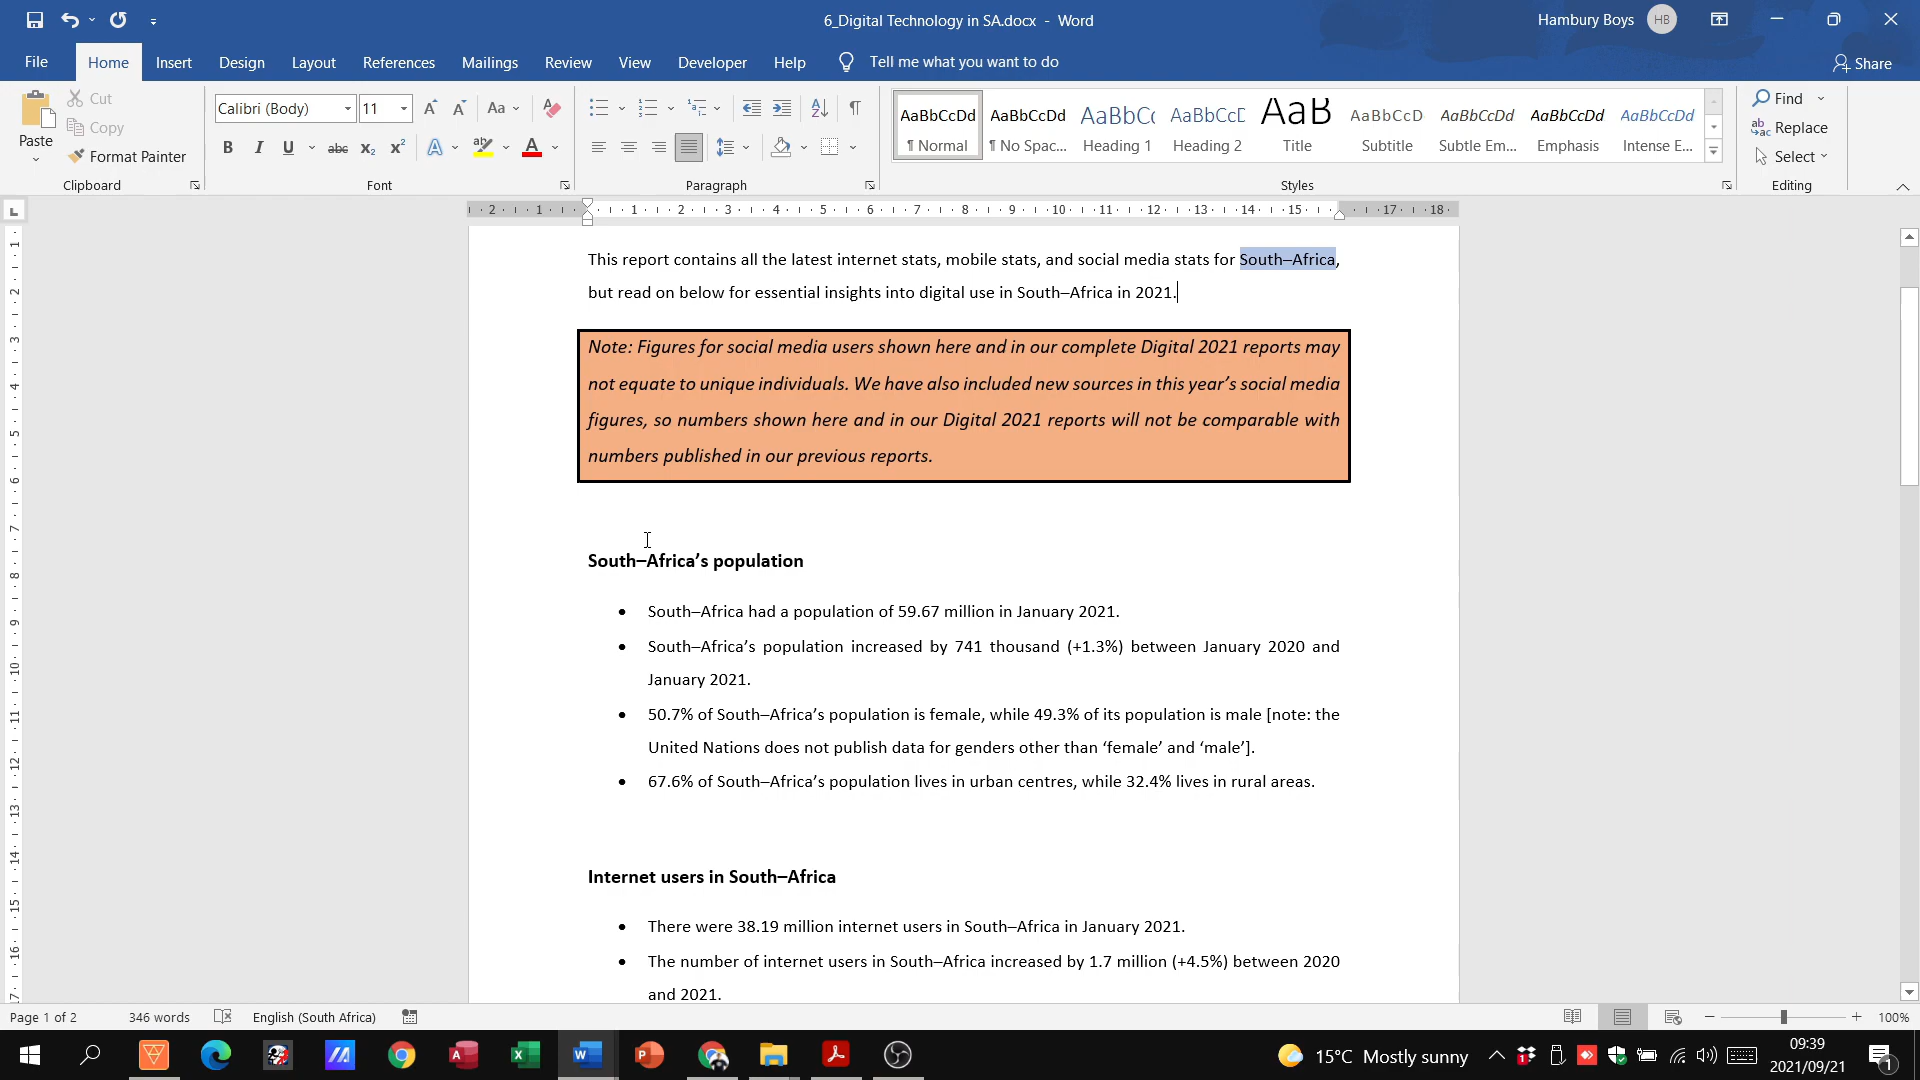 6_Digital Technology in SA.docx - Word
Hambury Boys HB
File Home Insert Design Layout References Mailings Review View Developer Help Tell me what you want to do Share
Paste
Cut
Copy
Format Painter
Clipboard
Calibri (Body) 11
Font
Paragraph
AaBbCcDd AaBbCcDd AaBbCc AaBbCcC AaB AaBbCcD AaBbCcDd AaBbCcDd AaBbCcDd
¶ Normal ¶ No Spac... Heading 1 Heading 2 Title Subtitle Subtle Em... Emphasis Intense E...
Styles
Find
Replace
Select
Editing
This report contains all the latest internet stats, mobile stats, and social media stats for South–Africa,
but read on below for essential insights into digital use in South–Africa in 2021.
Note: Figures for social media users shown here and in our complete Digital 2021 reports may
not equate to unique individuals. We have also included new sources in this year’s social media
figures, so numbers shown here and in our Digital 2021 reports will not be comparable with
numbers published in our previous reports.
South–Africa’s population
• South–Africa had a population of 59.67 million in January 2021.
• South–Africa’s population increased by 741 thousand (+1.3%) between January 2020 and
January 2021.
• 50.7% of South–Africa’s population is female, while 49.3% of its population is male [note: the
United Nations does not publish data for genders other than ‘female’ and ‘male’].
• 67.6% of South–Africa’s population lives in urban centres, while 32.4% lives in rural areas.
Internet users in South–Africa
• There were 38.19 million internet users in South–Africa in January 2021.
• The number of internet users in South–Africa increased by 1.7 million (+4.5%) between 2020
and 2021.
Page 1 of 2 346 words English (South Africa) 100%
15°C Mostly sunny
09:39
2021/09/21
1